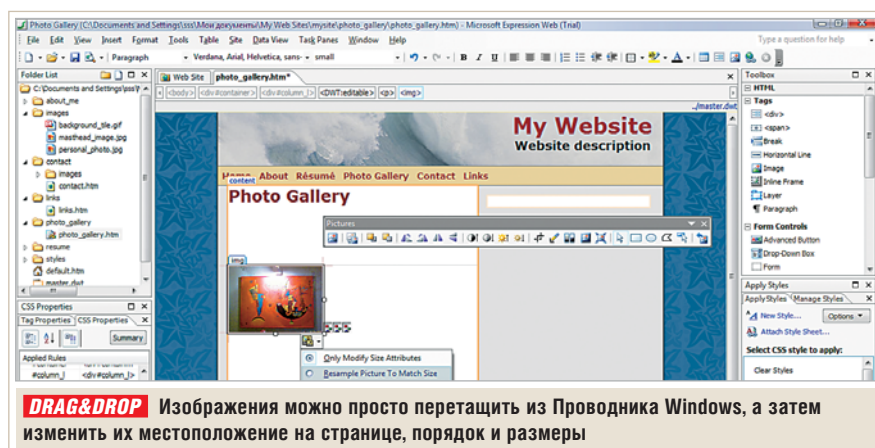 Photo Gallery (C:\Documents and Settings\sss\Мои документы\My Web Sites\mysite\photo_gallery\photo_gallery.htm) - Microsoft Expression Web (Trial)
File Edit View Insert Format Tools Table Site Data View Task Panes Window Help Type a question for help
Paragraph Verdana, Arial, Helvetica, sans- small B I U A
Folder List
C:\Documents and Settings\sss\
about_me
images
background_tile.gif
masthead_image.jpg
personal_photo.jpg
contact
images
contact.htm
links
links.htm
photo_gallery
photo_gallery.htm
resume
styles
default.htm
master.dwt
CSS Properties
Tag Properties CSS Properties
Summary
Applied Rules
#column_l <div#column_l>
Web Site photo_gallery.htm*
<body> <div#container> <div#column_l> <DWT:editable> <p> <img>
../master.dwt
My Website
Website description
Home About Résumé Photo Gallery Contact Links
content
Photo Gallery
Pictures
img
Only Modify Size Attributes
Resample Picture To Match Size
Toolbox
HTML
Tags
<div>
<span>
Break
Horizontal Line
Image
Inline Frame
Layer
Paragraph
Form Controls
Advanced Button
Drop-Down Box
Form
Apply Styles
Apply Styles Manage Styles
New Style... Options
Attach Style Sheet...
Select CSS style to apply:
Clear Styles
DRAG&DROP Изображения можно просто перетащить из Проводника Windows, а затем
изменить их местоположение на странице, порядок и размеры